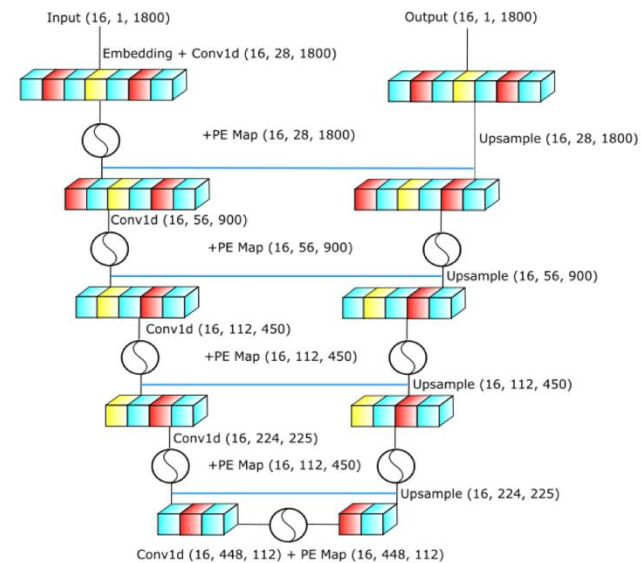 Input (16, 1, 1800)
Output (16, 1, 1800)
Embedding + Conv1d (16, 28, 1800)
+PE Map (16, 28, 1800)
Upsample (16, 28, 1800)
Conv1d (16, 56, 900)
+PE Map (16, 56, 900)
Upsample (16, 56, 900)
Conv1d (16, 112, 450)
+PE Map (16, 112, 450)
Upsample (16, 112, 450)
Conv1d (16, 224, 225)
+PE Map (16, 112, 450)
Upsample (16, 224, 225)
Conv1d (16, 448, 112) + PE Map (16, 448, 112)